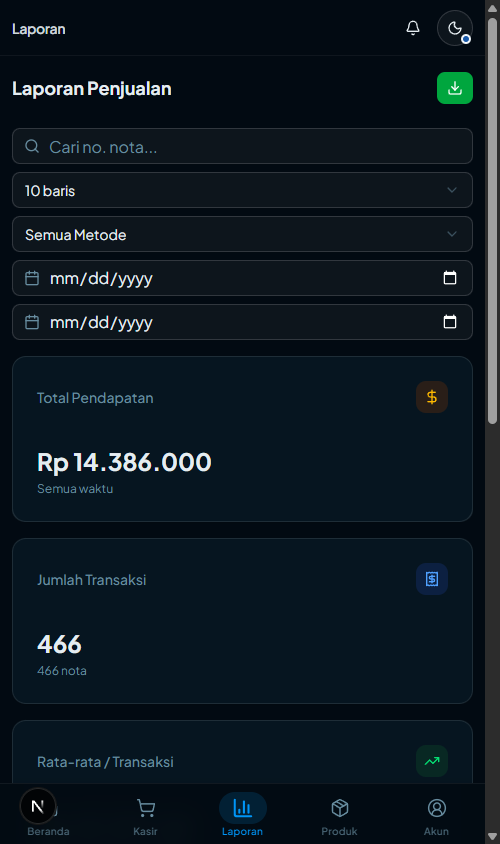 Laporan
Laporan Penjualan
Cari no. nota...
10 baris
Semua Metode
mm/dd/yyyy
mm/dd/yyyy
Total Pendapatan
Rp 14.386.000
Semua waktu
Jumlah Transaksi
466
466 nota
Rata-rata / Transaksi
N
Beranda
Kasir
Laporan
Produk
Akun